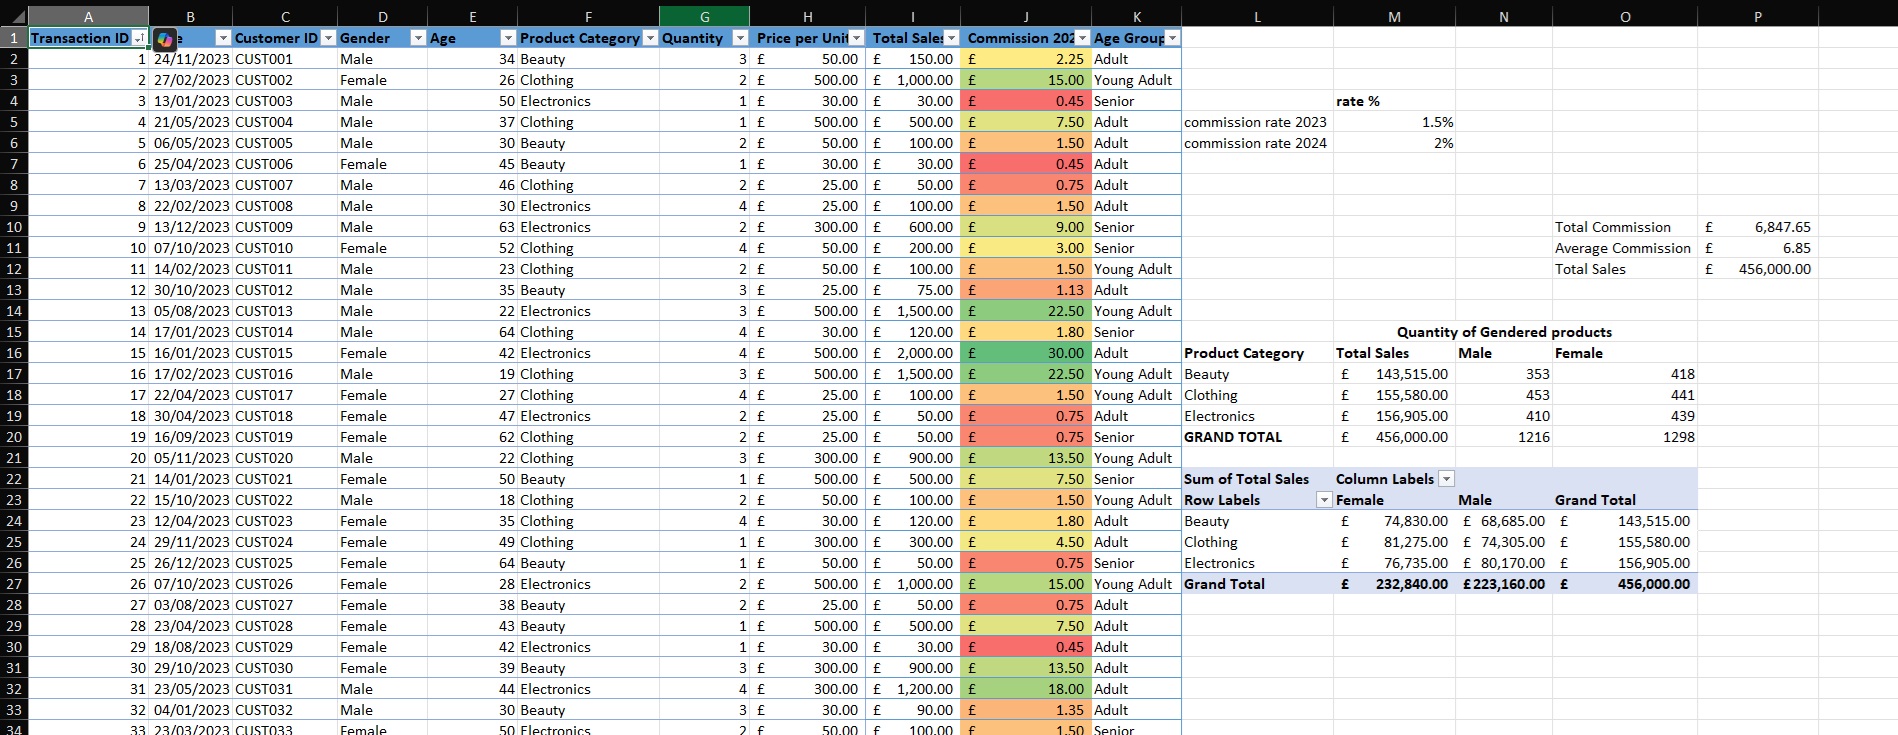 A B C D E F G H I J K L M N O P
1 Transaction ID e Customer ID Gender Age Product Category Quantity Price per Unit Total Sales Commission 202 Age Group
2 1 24/11/2023 CUST001 Male 34 Beauty 3 £ 50.00 £ 150.00 £ 2.25 Adult
3 2 27/02/2023 CUST002 Female 26 Clothing 2 £ 500.00 £ 1,000.00 £ 15.00 Young Adult
4 3 13/01/2023 CUST003 Male 50 Electronics 1 £ 30.00 £ 30.00 £ 0.45 Senior rate %
5 4 21/05/2023 CUST004 Male 37 Clothing 1 £ 500.00 £ 500.00 £ 7.50 Adult commission rate 2023 1.5%
6 5 06/05/2023 CUST005 Male 30 Beauty 2 £ 50.00 £ 100.00 £ 1.50 Adult commission rate 2024 2%
7 6 25/04/2023 CUST006 Female 45 Beauty 1 £ 30.00 £ 30.00 £ 0.45 Adult
8 7 13/03/2023 CUST007 Male 46 Clothing 2 £ 25.00 £ 50.00 £ 0.75 Adult
9 8 22/02/2023 CUST008 Male 30 Electronics 4 £ 25.00 £ 100.00 £ 1.50 Adult
10 9 13/12/2023 CUST009 Male 63 Electronics 2 £ 300.00 £ 600.00 £ 9.00 Senior Total Commission £ 6,847.65
11 10 07/10/2023 CUST010 Female 52 Clothing 4 £ 50.00 £ 200.00 £ 3.00 Senior Average Commission £ 6.85
12 11 14/02/2023 CUST011 Male 23 Clothing 2 £ 50.00 £ 100.00 £ 1.50 Young Adult Total Sales £ 456,000.00
13 12 30/10/2023 CUST012 Male 35 Beauty 3 £ 25.00 £ 75.00 £ 1.13 Adult
14 13 05/08/2023 CUST013 Male 22 Electronics 3 £ 500.00 £ 1,500.00 £ 22.50 Young Adult
15 14 17/01/2023 CUST014 Male 64 Clothing 4 £ 30.00 £ 120.00 £ 1.80 Senior Quantity of Gendered products
16 15 16/01/2023 CUST015 Female 42 Electronics 4 £ 500.00 £ 2,000.00 £ 30.00 Adult Product Category Total Sales Male Female
17 16 17/02/2023 CUST016 Male 19 Clothing 3 £ 500.00 £ 1,500.00 £ 22.50 Young Adult Beauty £ 143,515.00 353 418
18 17 22/04/2023 CUST017 Female 27 Clothing 4 £ 25.00 £ 100.00 £ 1.50 Young Adult Clothing £ 155,580.00 453 441
19 18 30/04/2023 CUST018 Female 47 Electronics 2 £ 25.00 £ 50.00 £ 0.75 Adult Electronics £ 156,905.00 410 439
20 19 16/09/2023 CUST019 Female 62 Clothing 2 £ 25.00 £ 50.00 £ 0.75 Senior GRAND TOTAL £ 456,000.00 1216 1298
21 20 05/11/2023 CUST020 Male 22 Clothing 3 £ 300.00 £ 900.00 £ 13.50 Young Adult
22 21 14/01/2023 CUST021 Female 50 Beauty 1 £ 500.00 £ 500.00 £ 7.50 Senior Sum of Total Sales Column Labels
23 22 15/10/2023 CUST022 Male 18 Clothing 2 £ 50.00 £ 100.00 £ 1.50 Young Adult Row Labels Female Male Grand Total
24 23 12/04/2023 CUST023 Female 35 Clothing 4 £ 30.00 £ 120.00 £ 1.80 Adult Beauty £ 74,830.00 £ 68,685.00 £ 143,515.00
25 24 29/11/2023 CUST024 Female 49 Clothing 1 £ 300.00 £ 300.00 £ 4.50 Adult Clothing £ 81,275.00 £ 74,305.00 £ 155,580.00
26 25 26/12/2023 CUST025 Female 64 Beauty 1 £ 50.00 £ 50.00 £ 0.75 Senior Electronics £ 76,735.00 £ 80,170.00 £ 156,905.00
27 26 07/10/2023 CUST026 Female 28 Electronics 2 £ 500.00 £ 1,000.00 £ 15.00 Young Adult Grand Total £ 232,840.00 £ 223,160.00 £ 456,000.00
28 27 03/08/2023 CUST027 Female 38 Beauty 2 £ 25.00 £ 50.00 £ 0.75 Adult
29 28 23/04/2023 CUST028 Female 43 Beauty 1 £ 500.00 £ 500.00 £ 7.50 Adult
30 29 18/08/2023 CUST029 Female 42 Electronics 1 £ 30.00 £ 30.00 £ 0.45 Adult
31 30 29/10/2023 CUST030 Female 39 Beauty 3 £ 300.00 £ 900.00 £ 13.50 Adult
32 31 23/05/2023 CUST031 Male 44 Electronics 4 £ 300.00 £ 1,200.00 £ 18.00 Adult
33 32 04/01/2023 CUST032 Male 30 Beauty 3 £ 30.00 £ 90.00 £ 1.35 Adult
34 33 23/03/2023 CUST033 Female 50 Electronics 2 £ 50.00 £ 100.00 £ 1.50 Senior